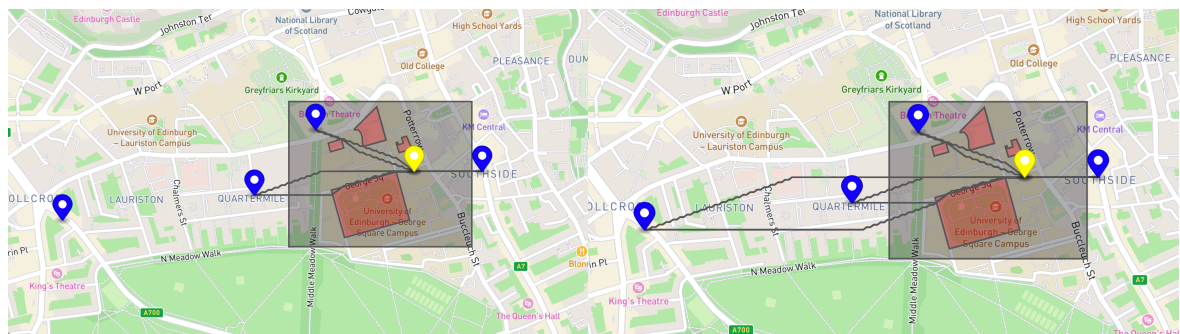 Edinburgh Castle
Johnston Ter
Cowgate
National Library
of Scotland
High School Yards
Old College
PLEASANCE
W Port
Greyfriars Kirkyard
Theatre
Potterrow
KM Central
University of Edinburgh
– Lauriston Campus
SOUTHSIDE
George Sq
QUARTERMILE
LAURISTON
Chalmers St
University of
Edinburgh – George
Square Campus
Buccleuch St
Middle Meadow Walk
N Meadow Walk
King's Theatre
A7
A700
The Queen's Hall
Edinburgh Castle
Johnston Ter
National Library of
Scotland
High School Yards
Old College
PLEASANCE
W Port
Greyfriars Kirkyard
Theatre
Potterrow
KM Central
University of Edinburgh
– Lauriston Campus
SOUTHSIDE
George Sq
QUARTERMILE
LAURISTON
Chalmers St
University of
Edinburgh – George
Square Campus
Buccleuch St
Middle Meadow Walk
N Meadow Walk
King's Theatre
A7
A700
The Queen's Hall